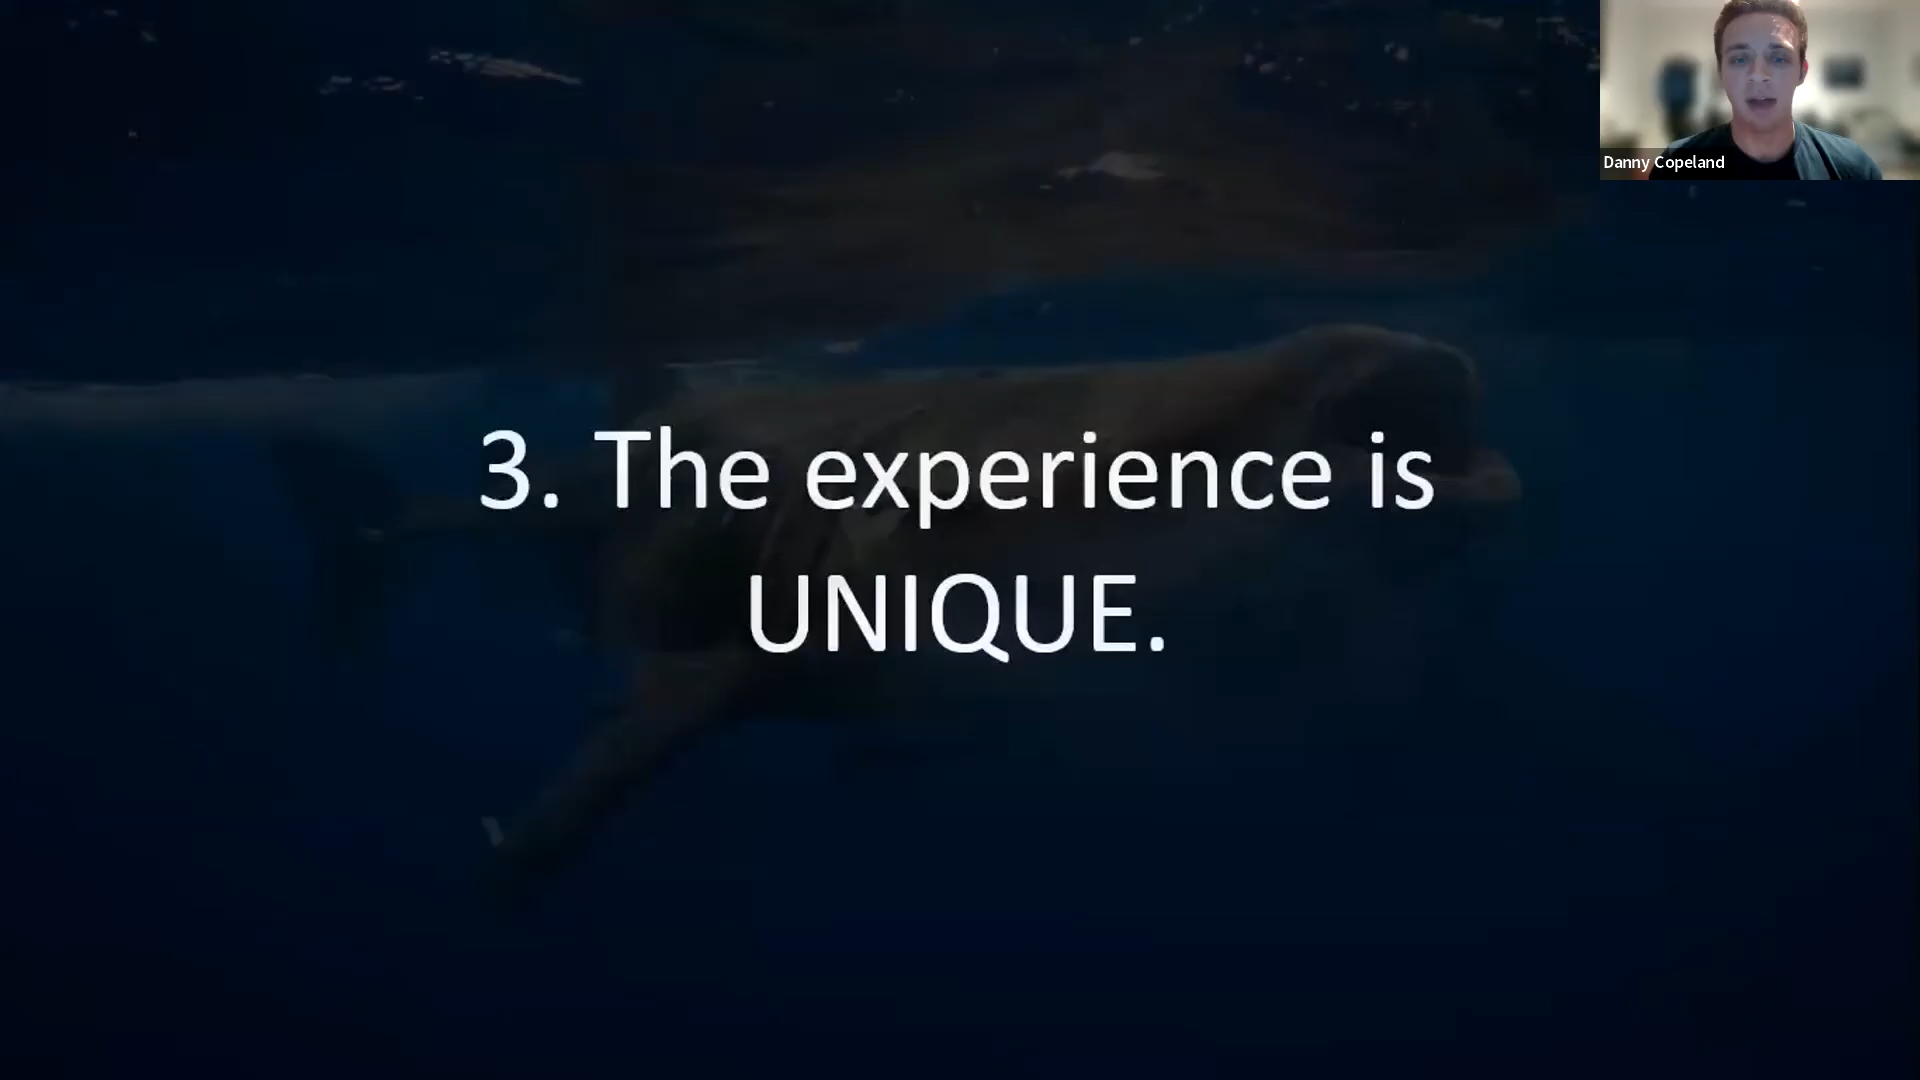 Danny Copeland
3. The experience is
UNIQUE.